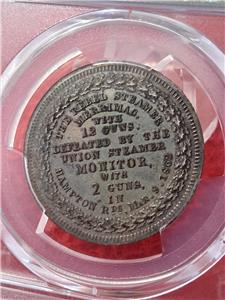 THE REBEL STEAMER
MERRIMAC,
WITH
12 GUNS.
DEFEATED BY THE
UNION STEAMER
MONITOR,
WITH
2 GUNS,
IN
HAMPTON RDS MAR. 9, 1862